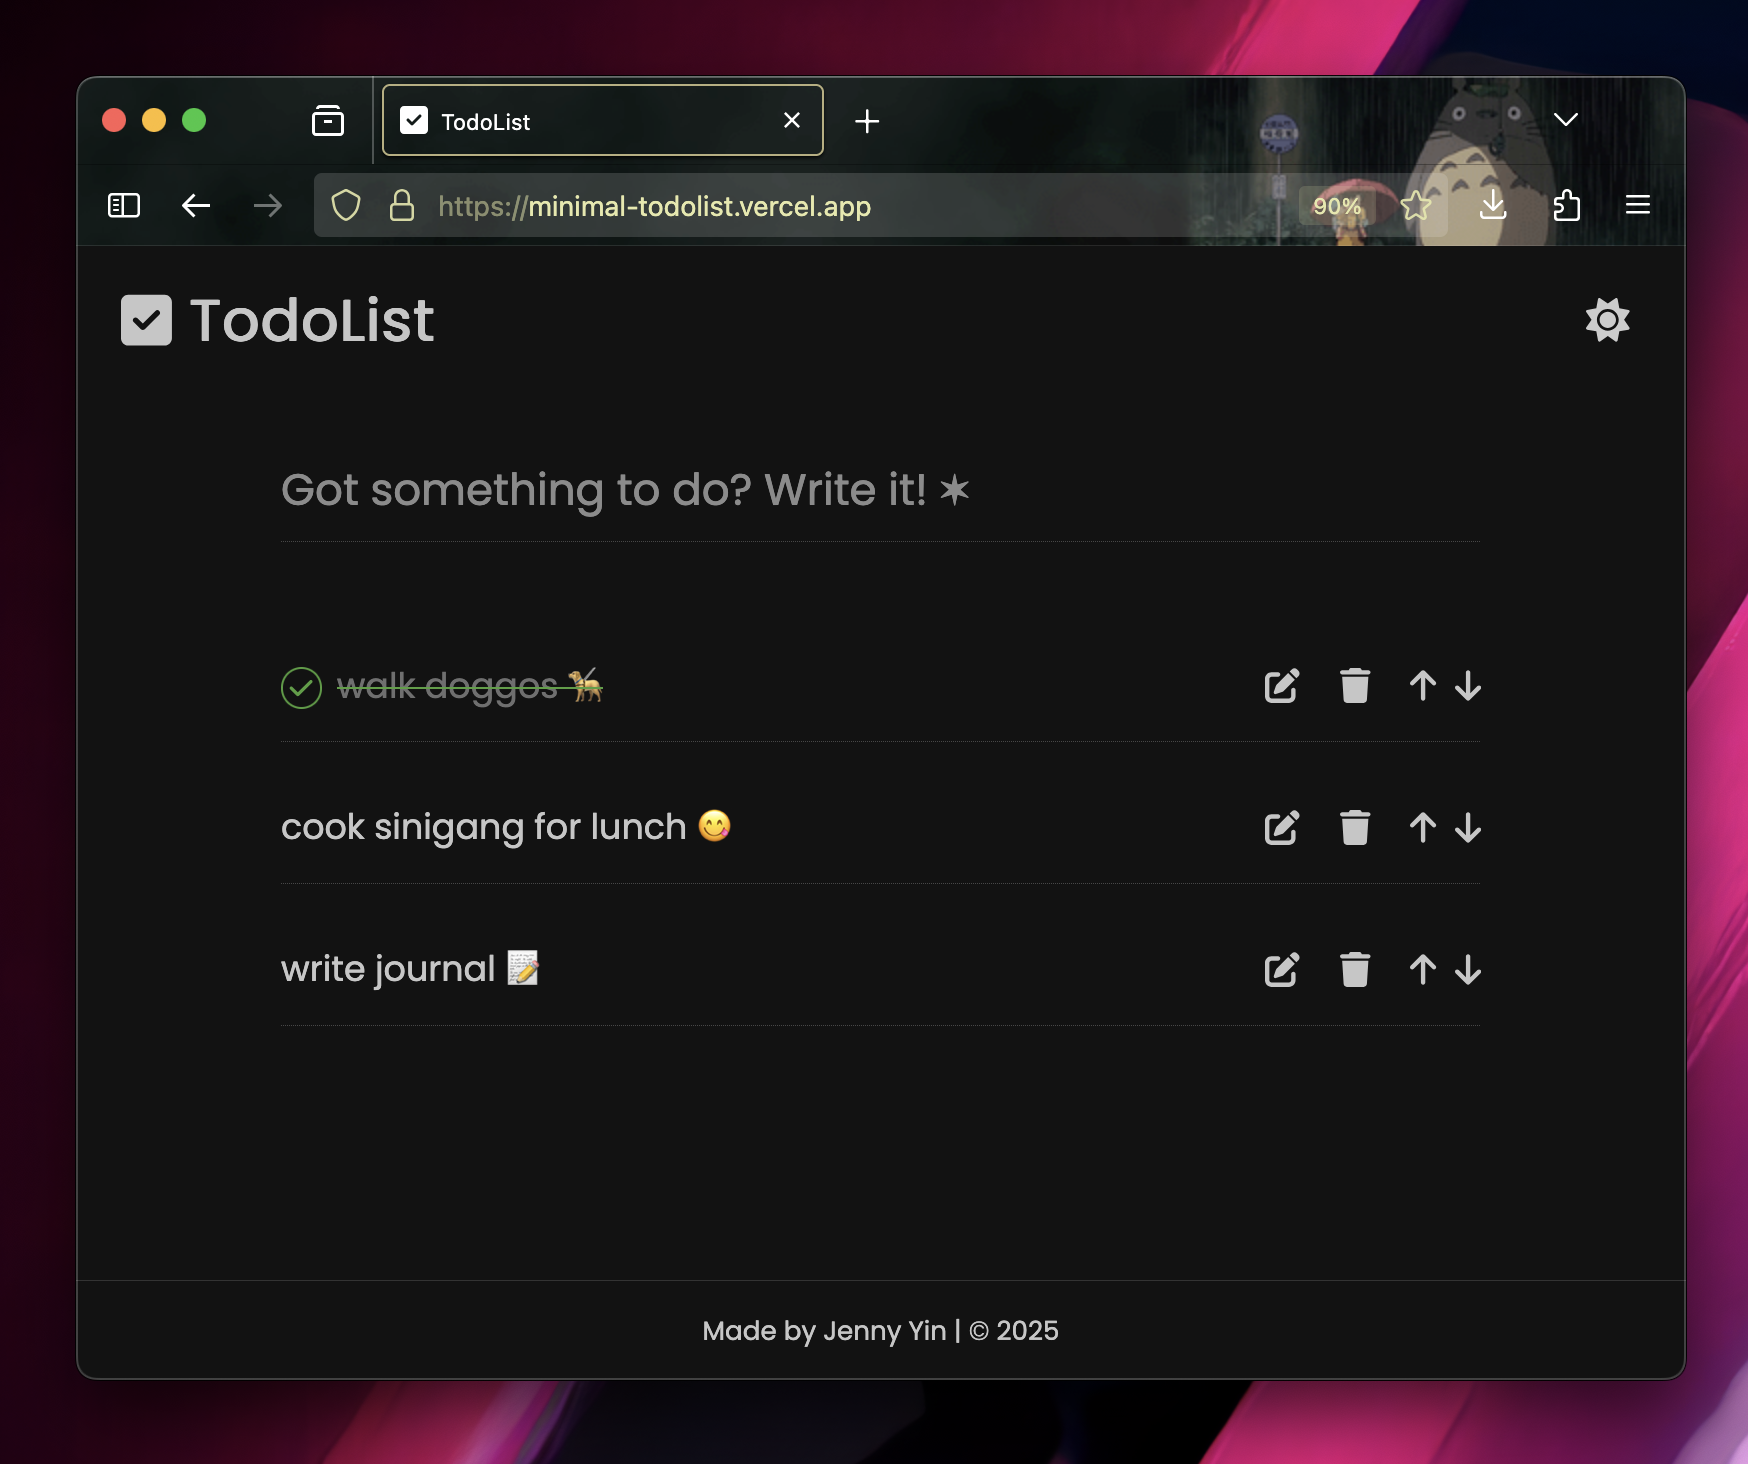 TodoList
https://minimal-todolist.vercel.app
90%
TodoList
Got something to do? Write it! ✶
walk doggos 🦮
cook sinigang for lunch 😋
write journal 📝
Made by Jenny Yin | © 2025